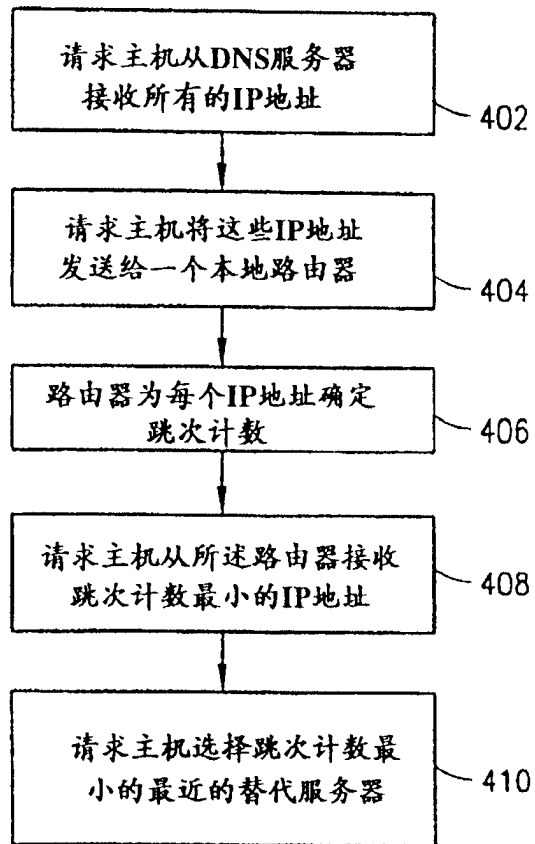 请求主机从DNS服务器
接收所有的IP地址
402
请求主机将这些IP地址
发送给一个本地路由器
404
路由器为每个IP地址确定
跳次计数
406
请求主机从所述路由器接收
跳次计数最小的IP地址
408
请求主机选择跳次计数最
小的最近的替代服务器
410